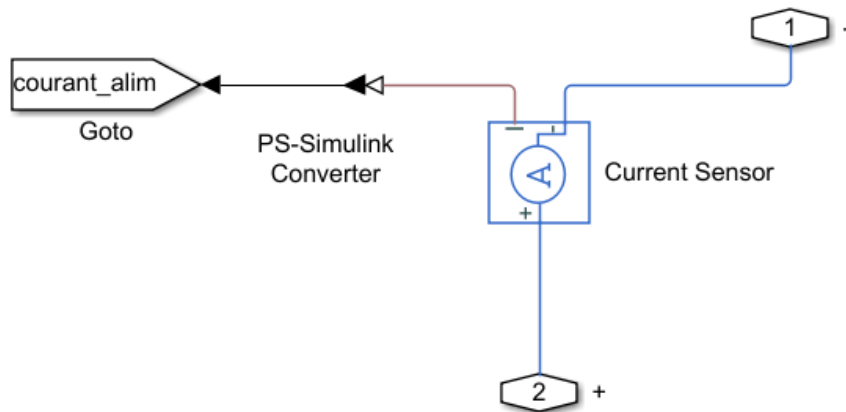 1
-
courant_alim
Goto
PS-Simulink
Converter
I
-
A
+
Current Sensor
2
+